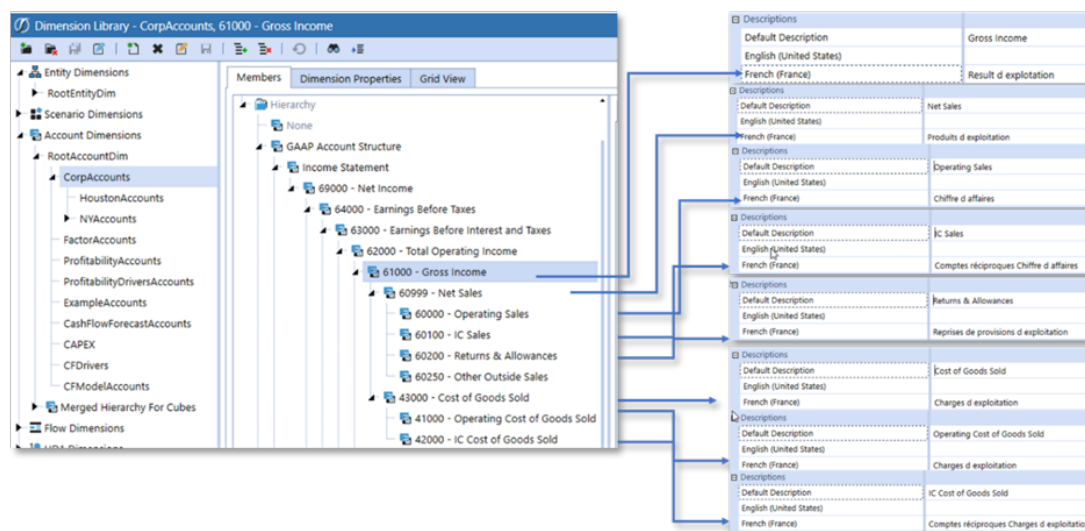 Dimension Library - CorpAccounts, 61000 - Gross Income
Entity Dimensions
RootEntityDim
Scenario Dimensions
Account Dimensions
RootAccountDim
CorpAccounts
HoustonAccounts
NYAccounts
FactorAccounts
ProfitabilityAccounts
ProfitabilityDriversAccounts
ExampleAccounts
CashFlowForecastAccounts
CAPEX
CFDrivers
CFModelAccounts
Merged Hierarchy For Cubes
Flow Dimensions
Members Dimension Properties Grid View
Hierarchy
None
GAAP Account Structure
Income Statement
69000 - Net Income
64000 - Earnings Before Taxes
63000 - Earnings Before Interest and Taxes
62000 - Total Operating Income
61000 - Gross Income
60999 - Net Sales
60000 - Operating Sales
60100 - IC Sales
60200 - Returns & Allowances
60250 - Other Outside Sales
43000 - Cost of Goods Sold
41000 - Operating Cost of Goods Sold
42000 - IC Cost of Goods Sold
Descriptions
Default Description Gross Income
English (United States)
French (France) Result d explotation
Descriptions
Default Description Net Sales
English (United States)
French (France) Produits d exploitation
Descriptions
Default Description Operating Sales
English (United States)
French (France) Chiffre d affaires
Descriptions
Default Description IC Sales
English (United States)
French (France) Comptes réciproques Chiffre d affaires
Descriptions
Default Description Returns & Allowances
English (United States)
French (France) Reprises de provisions d exploitation
Descriptions
Default Description Cost of Goods Sold
English (United States)
French (France) Charges d exploitation
Descriptions
Default Description Operating Cost of Goods Sold
English (United States)
French (France) Charges d exploitation
Descriptions
Default Description IC Cost of Goods Sold
English (United States)
French (France) Comptes réciproques Charges d exploitatio